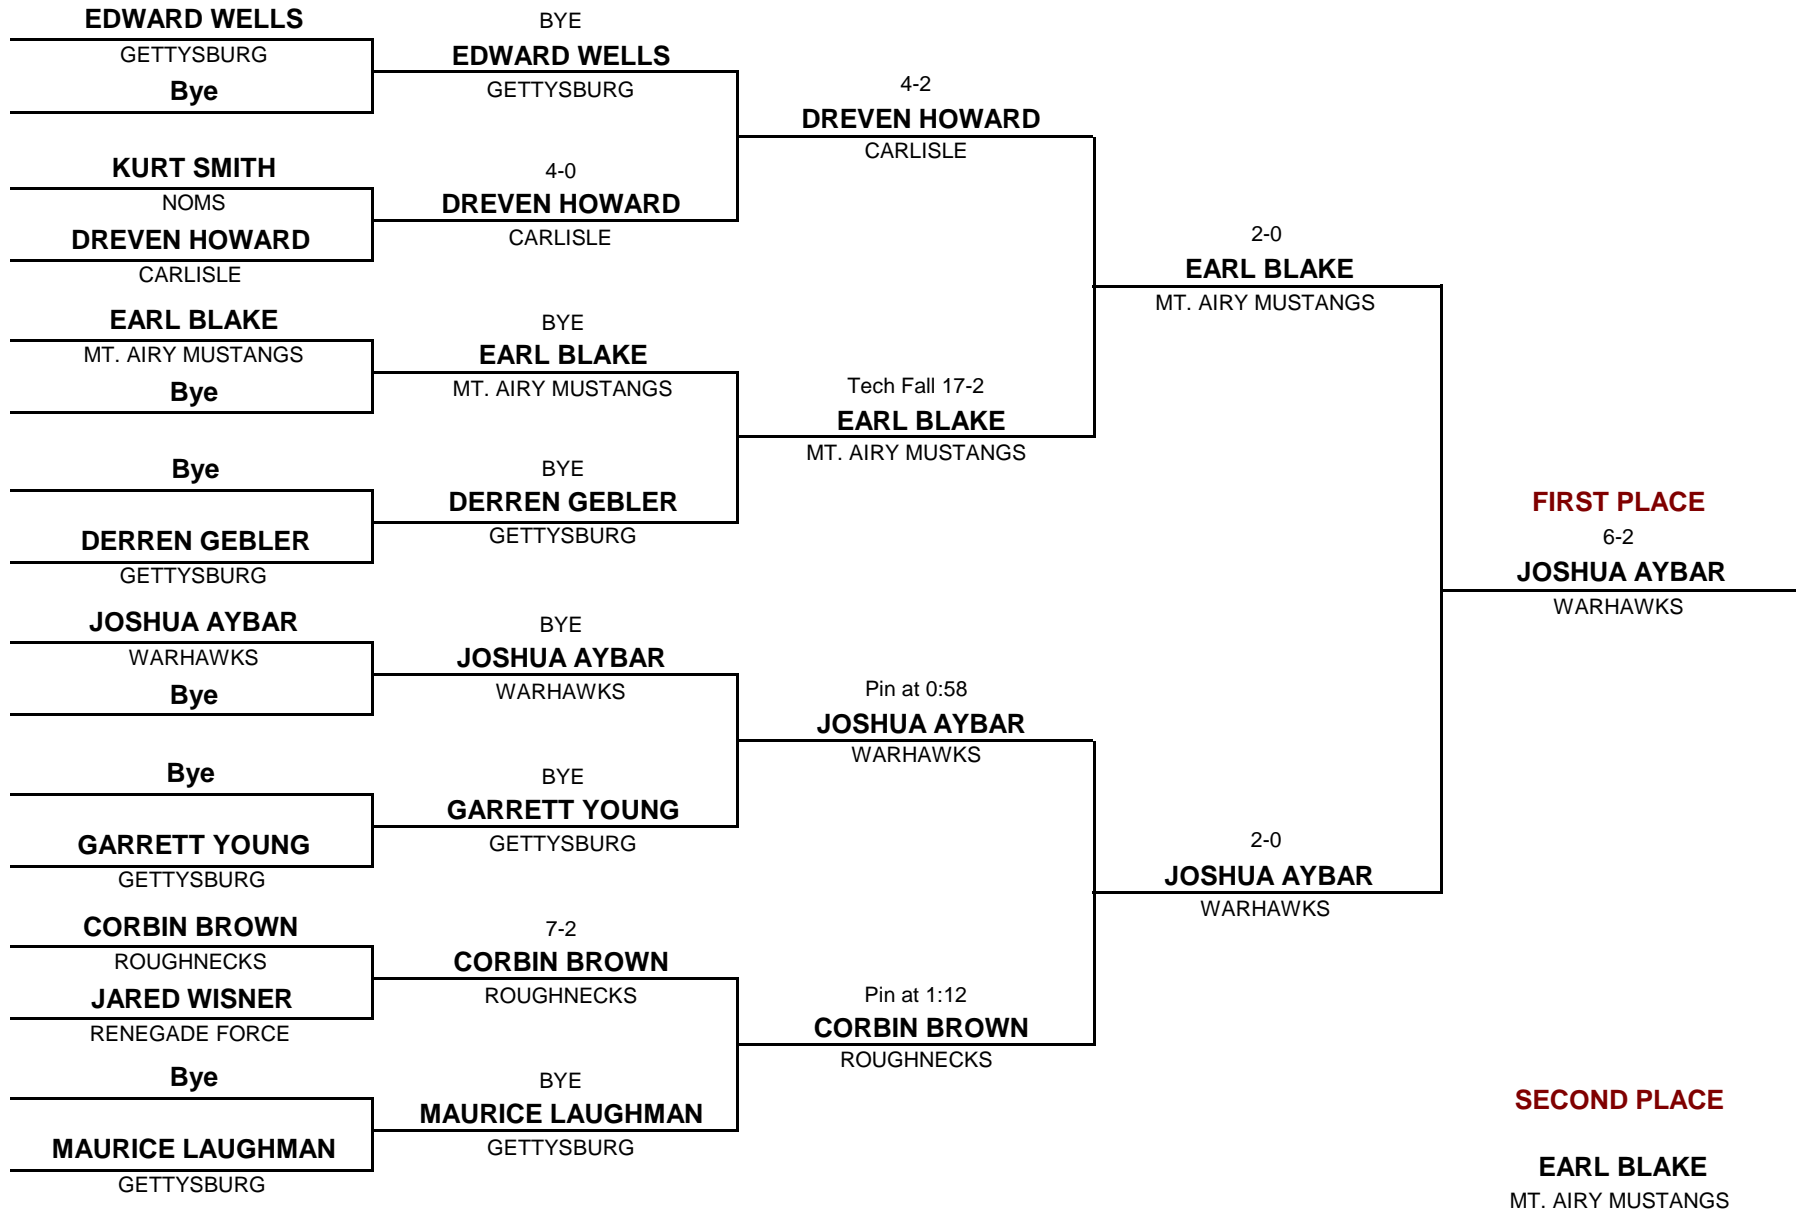 EDWARD WELLS
GETTYSBURG
Bye
KURT SMITH
NOMS
DREVEN HOWARD
CARLISLE
EARL BLAKE
MT. AIRY MUSTANGS
Bye
Bye
DERREN GEBLER
GETTYSBURG
JOSHUA AYBAR
WARHAWKS
Bye
Bye
GARRETT YOUNG
GETTYSBURG
CORBIN BROWN
ROUGHNECKS
JARED WISNER
RENEGADE FORCE
Bye
MAURICE LAUGHMAN
GETTYSBURG
BYE
EDWARD WELLS
GETTYSBURG
4-0
DREVEN HOWARD
CARLISLE
BYE
EARL BLAKE
MT. AIRY MUSTANGS
BYE
DERREN GEBLER
GETTYSBURG
BYE
JOSHUA AYBAR
WARHAWKS
BYE
GARRETT YOUNG
GETTYSBURG
7-2
CORBIN BROWN
ROUGHNECKS
BYE
MAURICE LAUGHMAN
GETTYSBURG
4-2
DREVEN HOWARD
CARLISLE
Tech Fall 17-2
EARL BLAKE
MT. AIRY MUSTANGS
Pin at 0:58
JOSHUA AYBAR
WARHAWKS
Pin at 1:12
CORBIN BROWN
ROUGHNECKS
2-0
EARL BLAKE
MT. AIRY MUSTANGS
2-0
JOSHUA AYBAR
WARHAWKS
FIRST PLACE
6-2
JOSHUA AYBAR
WARHAWKS
SECOND PLACE
EARL BLAKE
MT. AIRY MUSTANGS